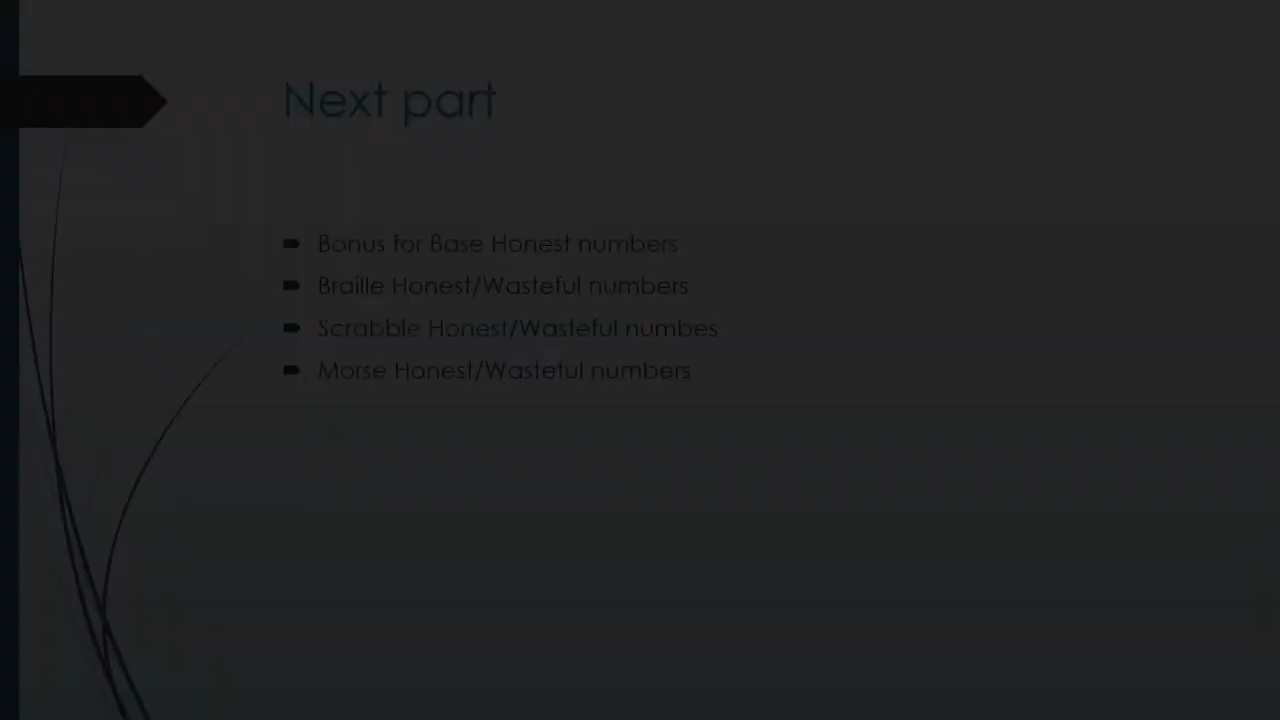 Next part
Bonus for Base Honest numbers
Braille Honest/Wasteful numbers
Scrabble Honest/Wasteful numbes
Morse Honest/Wasteful numbers